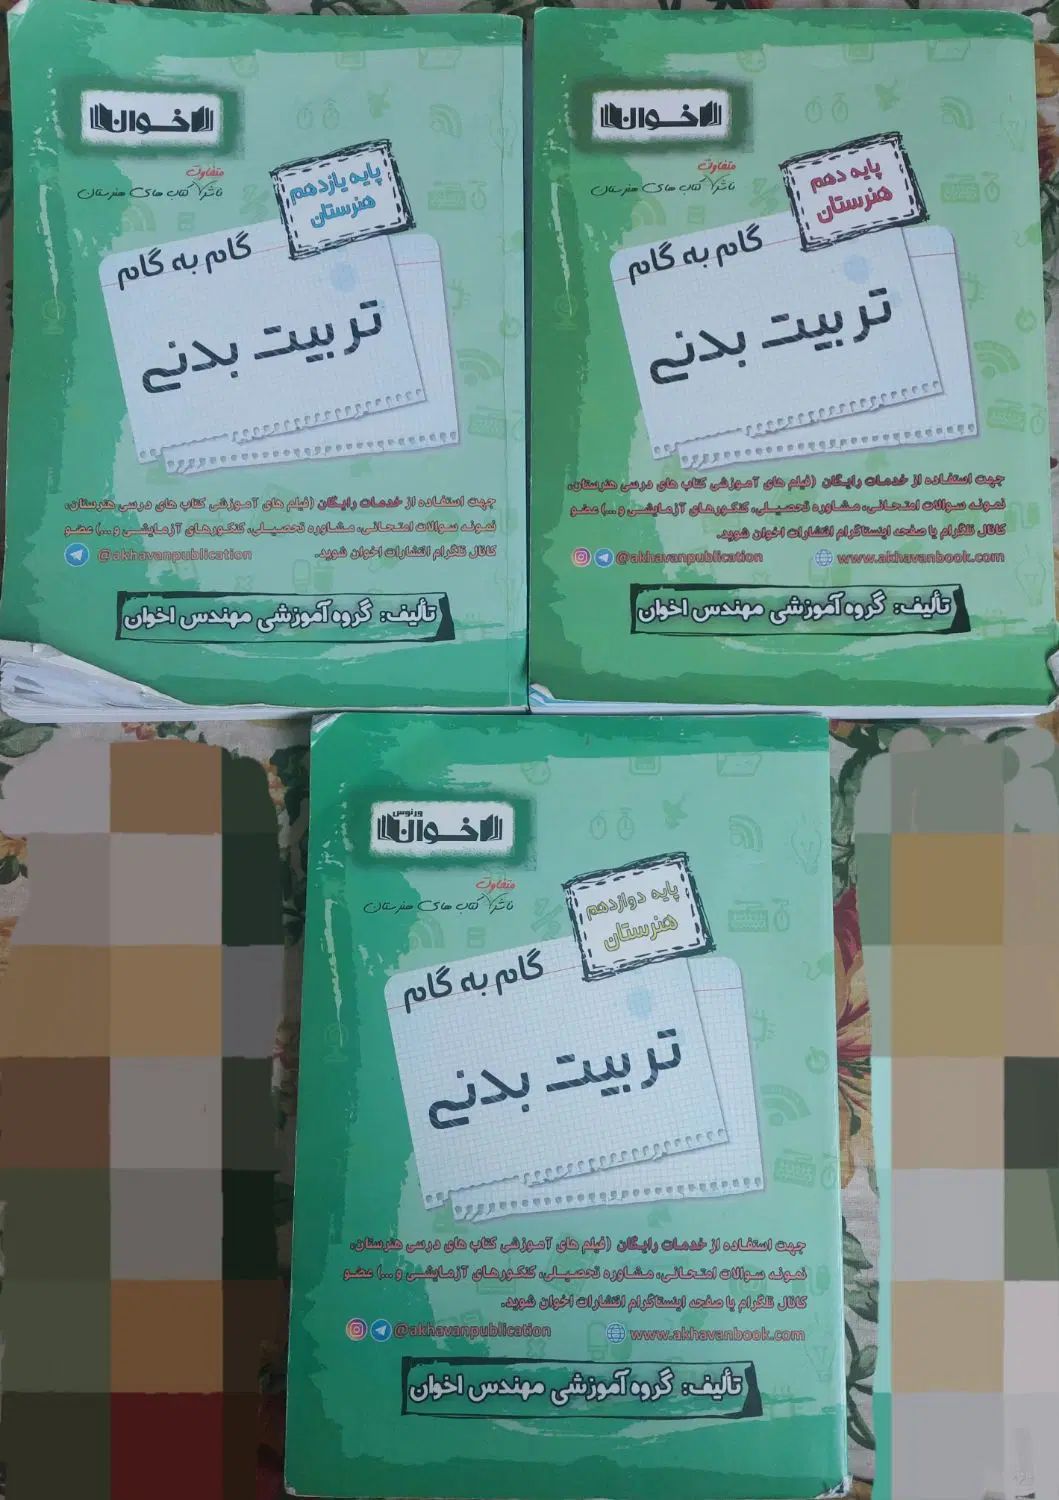 اخوان
ناشر متفاوت کتاب های هنرستان
پایه یازدهم
هنرستان
گام به گام
تربیت بدنی
جهت استفاده از خدمات رایگان (فیلم های آموزشی کتاب های درسی هنرستان،
نمونه سوالات امتحانی، مشاوره تحصیلی، کنکورهای آزمایشی و...) عضو
کانال تلگرام انتشارات اخوان شوید.
@akhavanpublication
تألیف: گروه آموزشی مهندس اخوان
اخوان
ناشر متفاوت کتاب های هنرستان
پایه دهم
هنرستان
گام به گام
تربیت بدنی
جهت استفاده از خدمات رایگان (فیلم های آموزشی کتاب های درسی هنرستان،
نمونه سوالات امتحانی، مشاوره تحصیلی، کنکورهای آزمایشی و...) عضو
کانال تلگرام یا صفحه اینستاگرام انتشارات اخوان شوید.
@akhavanpublication www.akhavanbook.com
تألیف: گروه آموزشی مهندس اخوان
ورنوس
اخوان
ناشر متفاوت کتاب های هنرستان
پایه دوازدهم
هنرستان
گام به گام
تربیت بدنی
جهت استفاده از خدمات رایگان (فیلم های آموزشی کتاب های درسی هنرستان،
نمونه سوالات امتحانی، مشاوره تحصیلی، کنکورهای آزمایشی و...) عضو
کانال تلگرام یا صفحه اینستاگرام انتشارات اخوان شوید.
@akhavanpublication www.akhavanbook.com
تألیف: گروه آموزشی مهندس اخوان